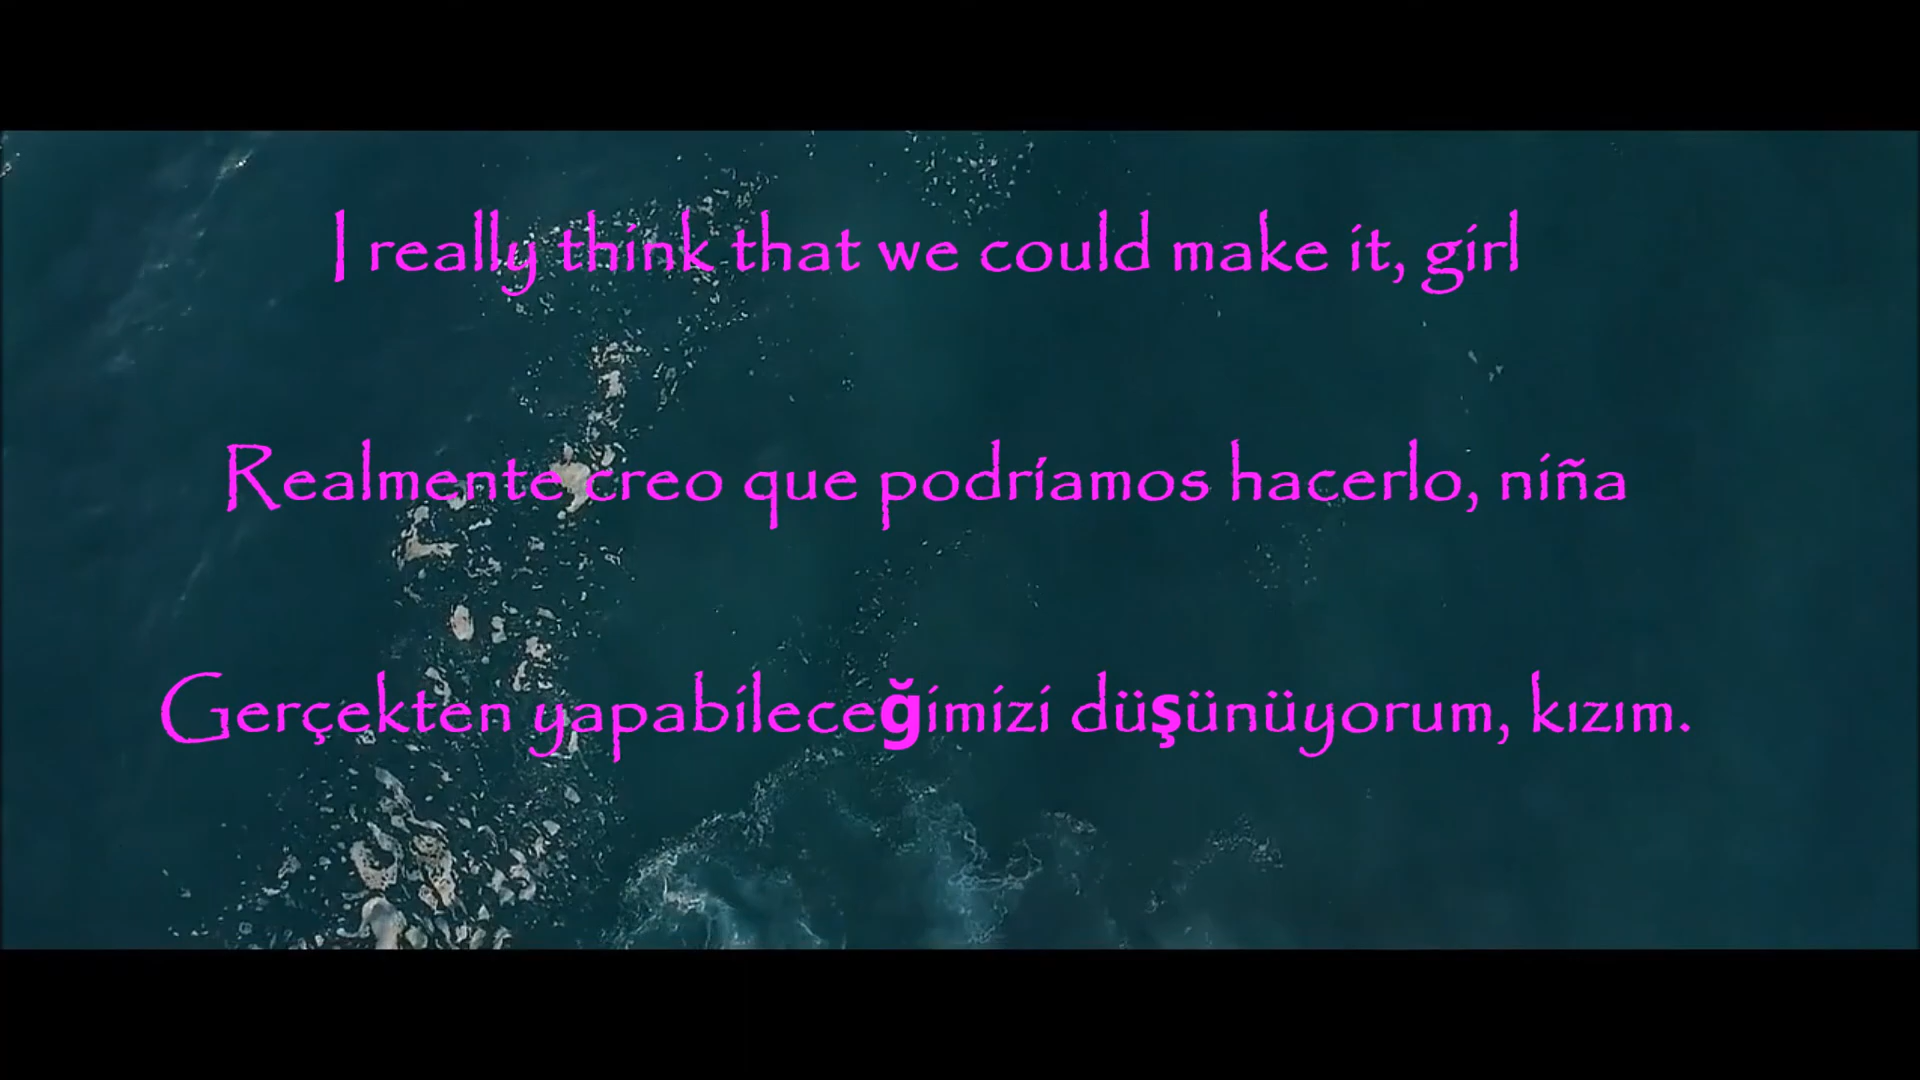 I really think that we could make it, girl
Realmente creo que podríamos hacerlo, niña
Gerçekten yapabileceğimizi düşünüyorum, kızım.